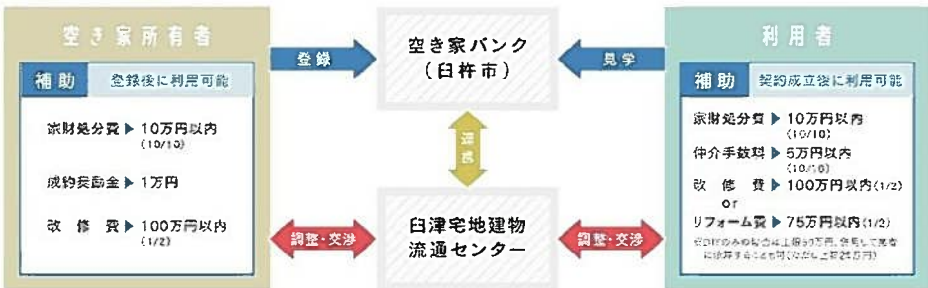 空き家所有者
補助 登録後に利用可能
家財処分費▶10万円以内
(10/10)
成約奨励金▶1万円
改修費▶100万円以内
(1/2)
登録
空き家バンク
(臼杵市)
見学
連携
調整・交渉
臼津宅地建物
流通センター
調整・交渉
利用者
補助 契約成立後に利用可能
家財処分費▶10万円以内
(10/10)
仲介手数料▶5万円以内
(10/10)
改修費▶100万円以内(1/2)
or
リフォーム費▶75万円以内(1/2)